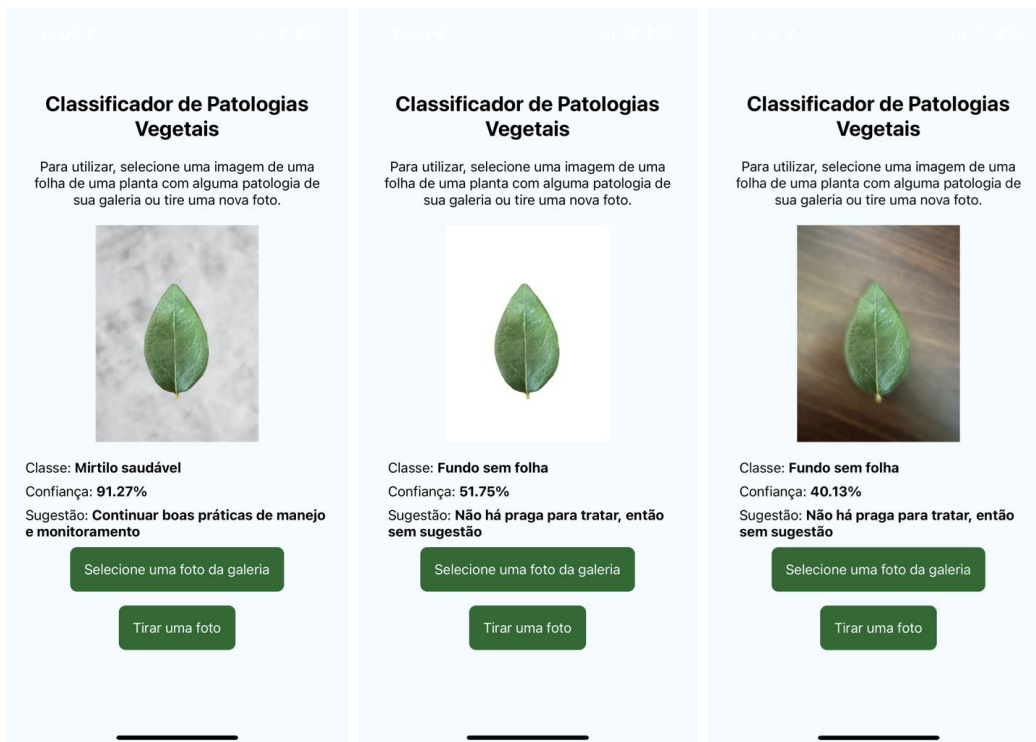 12:05
Classificador de Patologias
Vegetais
Para utilizar, selecione uma imagem de uma
folha de uma planta com alguma patologia de
sua galeria ou tire uma nova foto.
Classe: Mirtilo saudável
Confiança: 91.27%
Sugestão: Continuar boas práticas de manejo
e monitoramento
Selecione uma foto da galeria
Tirar uma foto
12:06
Classificador de Patologias
Vegetais
Para utilizar, selecione uma imagem de uma
folha de uma planta com alguma patologia de
sua galeria ou tire uma nova foto.
Classe: Fundo sem folha
Confiança: 51.75%
Sugestão: Não há praga para tratar, então
sem sugestão
Selecione uma foto da galeria
Tirar uma foto
12:06
Classificador de Patologias
Vegetais
Para utilizar, selecione uma imagem de uma
folha de uma planta com alguma patologia de
sua galeria ou tire uma nova foto.
Classe: Fundo sem folha
Confiança: 40.13%
Sugestão: Não há praga para tratar, então
sem sugestão
Selecione uma foto da galeria
Tirar uma foto